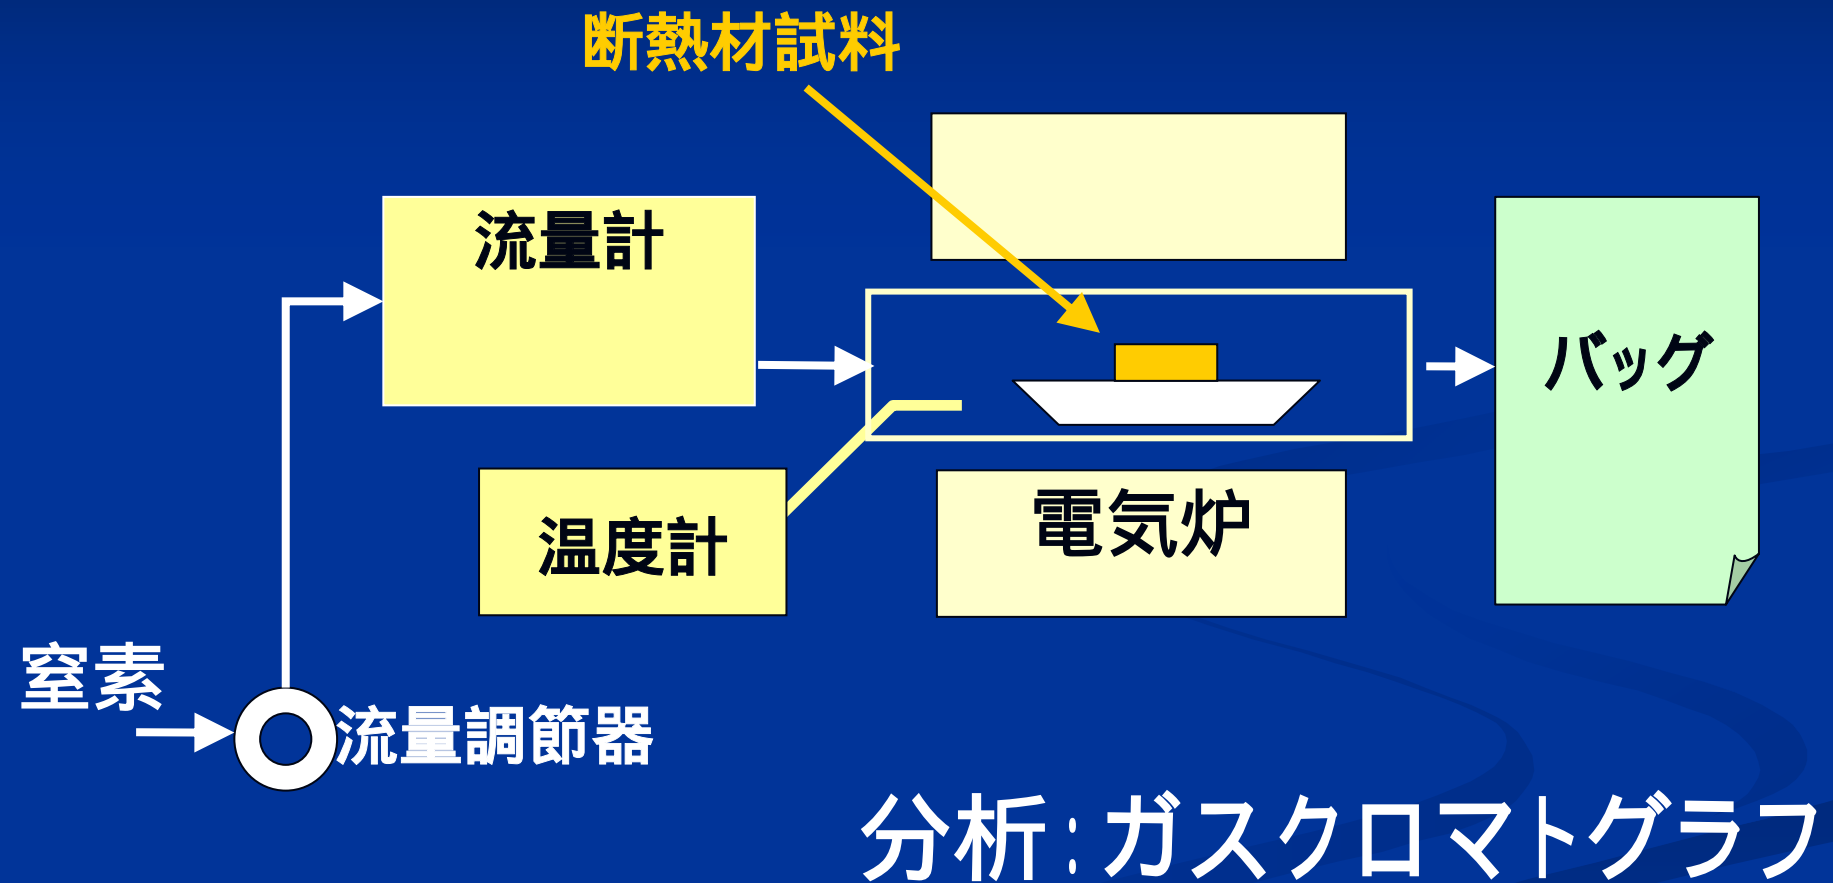 断熱材試料
流量計
バッグ
温度計
電気炉
窒素
流量調節器
分析：ガスクロマトグラフ